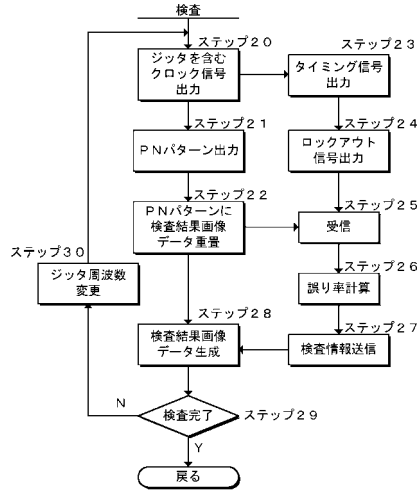 検査
ステップ20
ジッタを含む
クロック信号
出力
ステップ23
タイミング信号
出力
ステップ21
PNパターン出力
ステップ24
ロックアウト
信号出力
ステップ22
PNパターンに
検査結果画像
データ重畳
ステップ25
受信
ステップ30
ジッタ周波数
変更
ステップ26
誤り率計算
ステップ28
検査結果画像
データ生成
ステップ27
検査情報送信
N
検査完了
ステップ29
Y
戻る